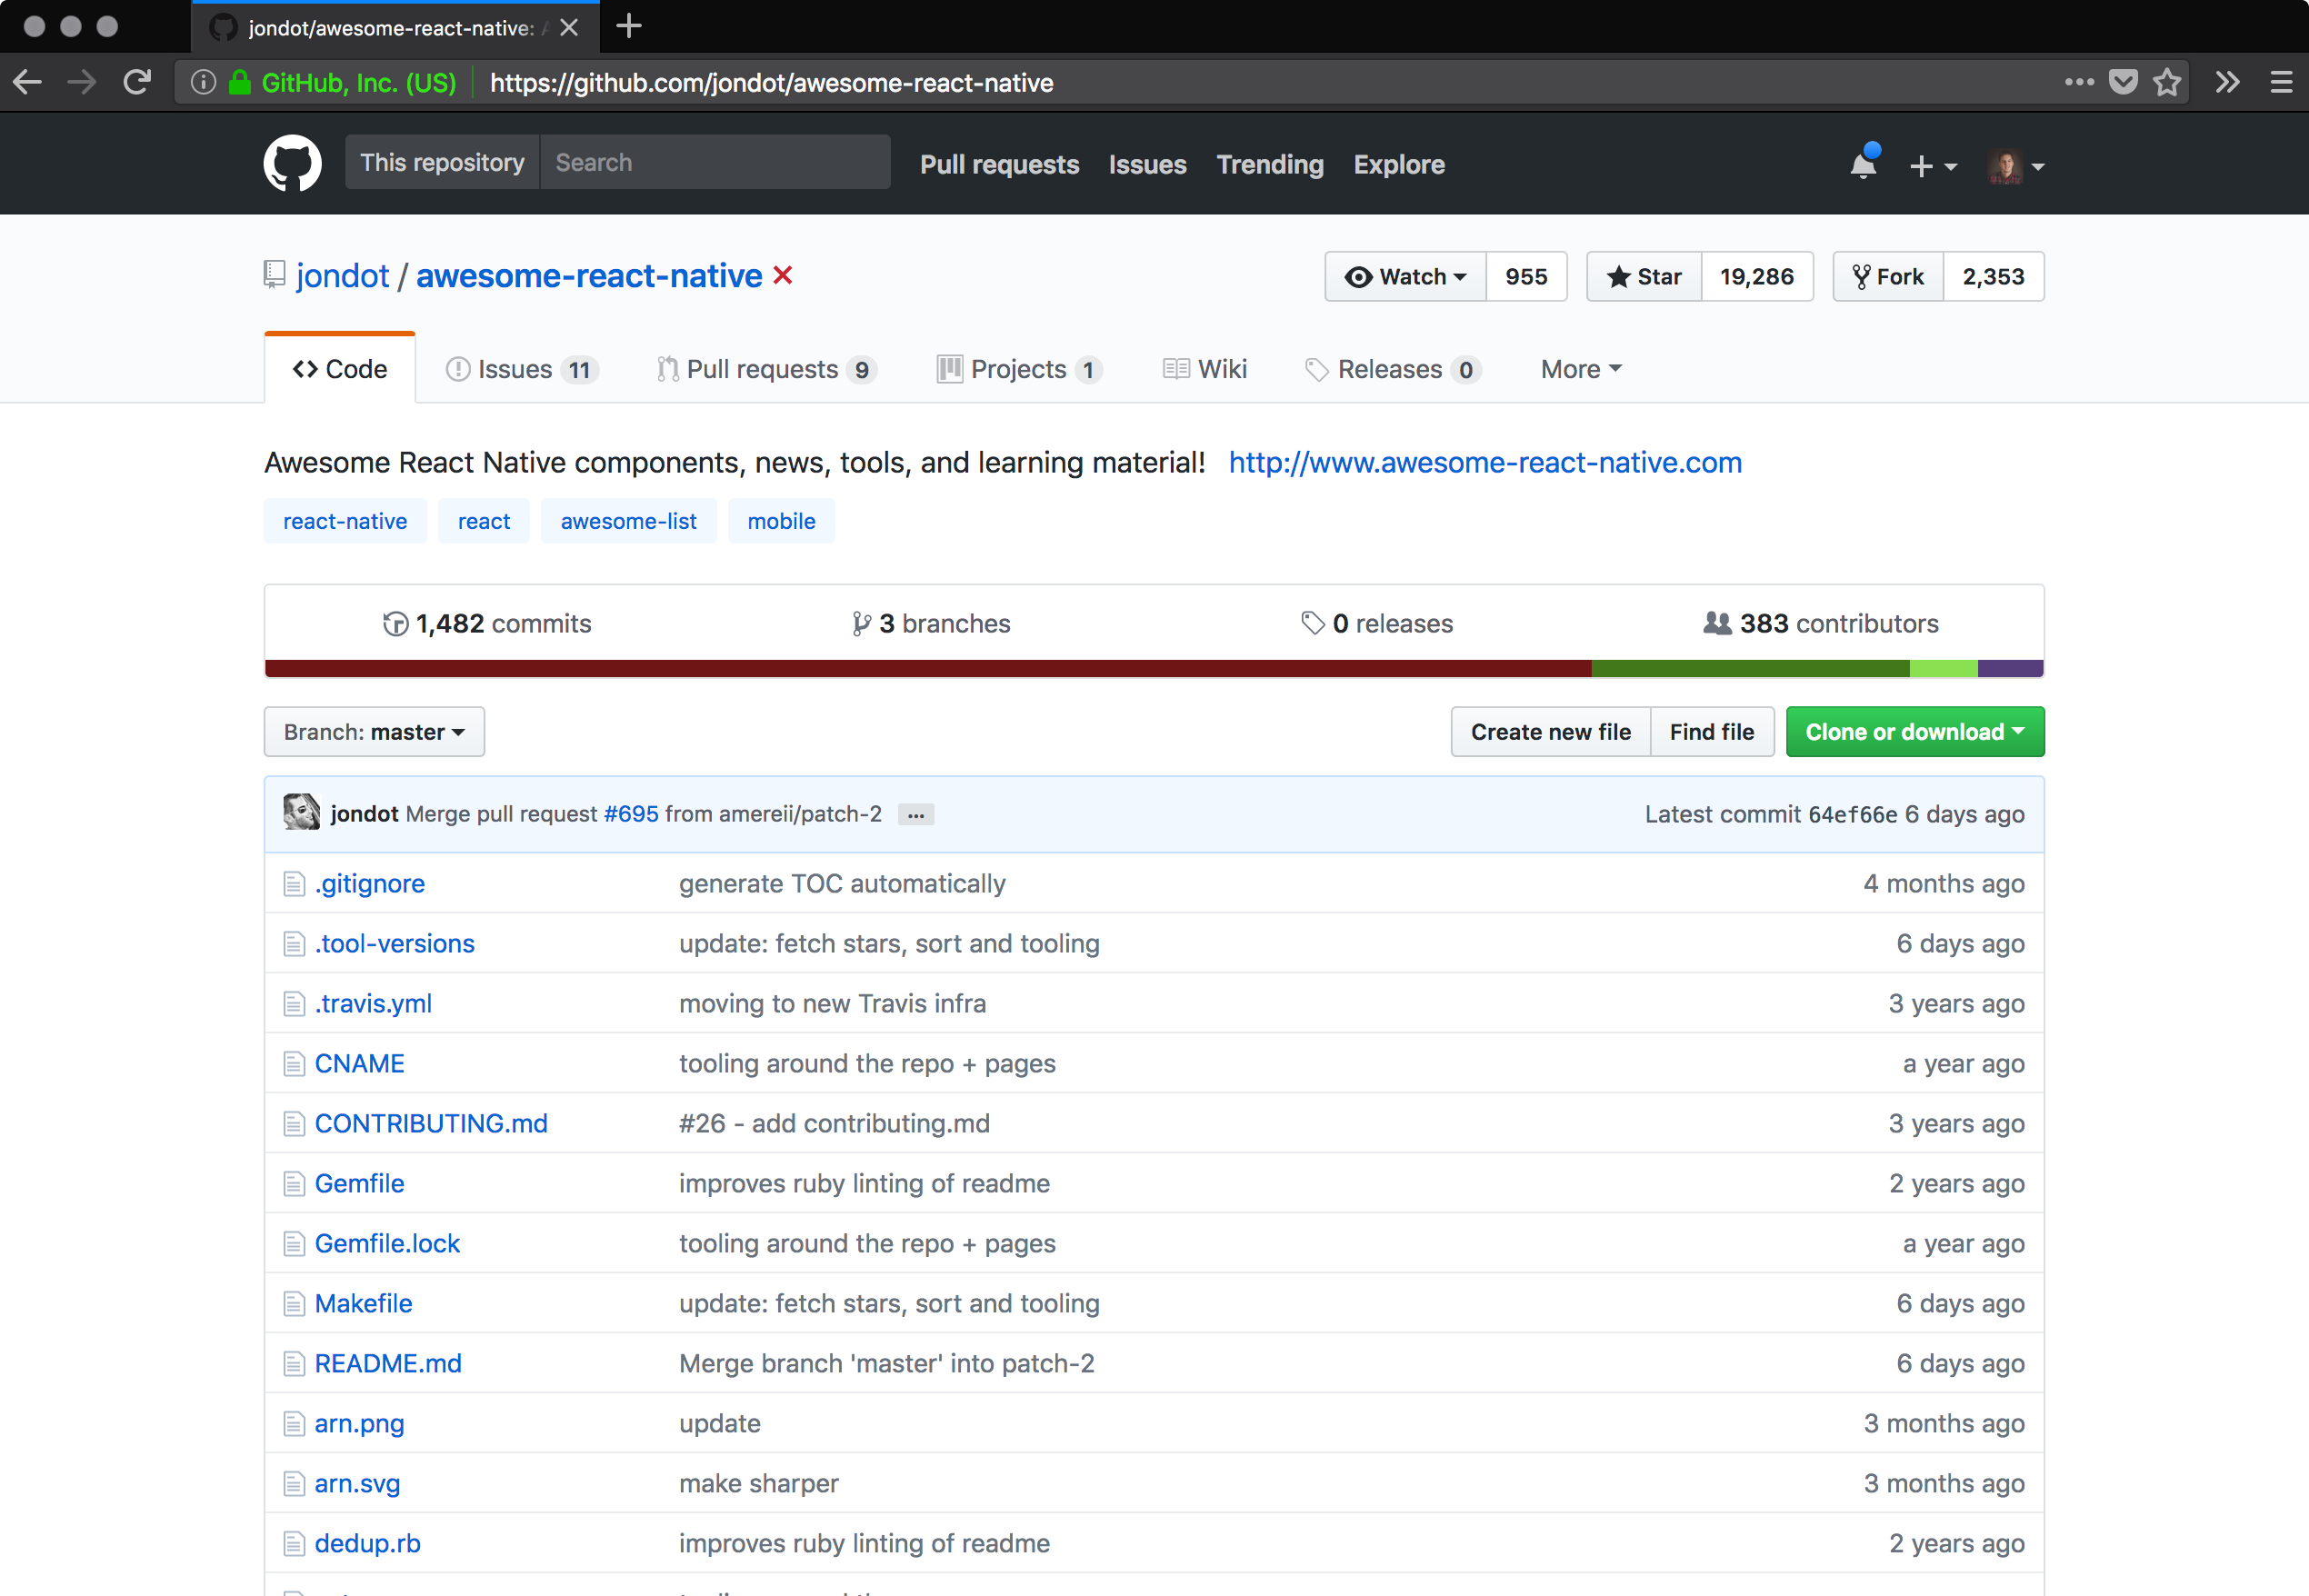 jondot/awesome-react-native:
GitHub, Inc. (US) https://github.com/jondot/awesome-react-native
This repository Search Pull requests Issues Trending Explore
jondot / awesome-react-native Watch 955 Star 19,286 Fork 2,353
Code Issues 11 Pull requests 9 Projects 1 Wiki Releases 0 More
Awesome React Native components, news, tools, and learning material! http://www.awesome-react-native.com
react-native react awesome-list mobile
1,482 commits 3 branches 0 releases 383 contributors
Branch: master Create new file Find file Clone or download
jondot Merge pull request #695 from amereii/patch-2 ... Latest commit 64ef66e 6 days ago
.gitignore generate TOC automatically 4 months ago
.tool-versions update: fetch stars, sort and tooling 6 days ago
.travis.yml moving to new Travis infra 3 years ago
CNAME tooling around the repo + pages a year ago
CONTRIBUTING.md #26 - add contributing.md 3 years ago
Gemfile improves ruby linting of readme 2 years ago
Gemfile.lock tooling around the repo + pages a year ago
Makefile update: fetch stars, sort and tooling 6 days ago
README.md Merge branch 'master' into patch-2 6 days ago
arn.png update 3 months ago
arn.svg make sharper 3 months ago
dedup.rb improves ruby linting of readme 2 years ago